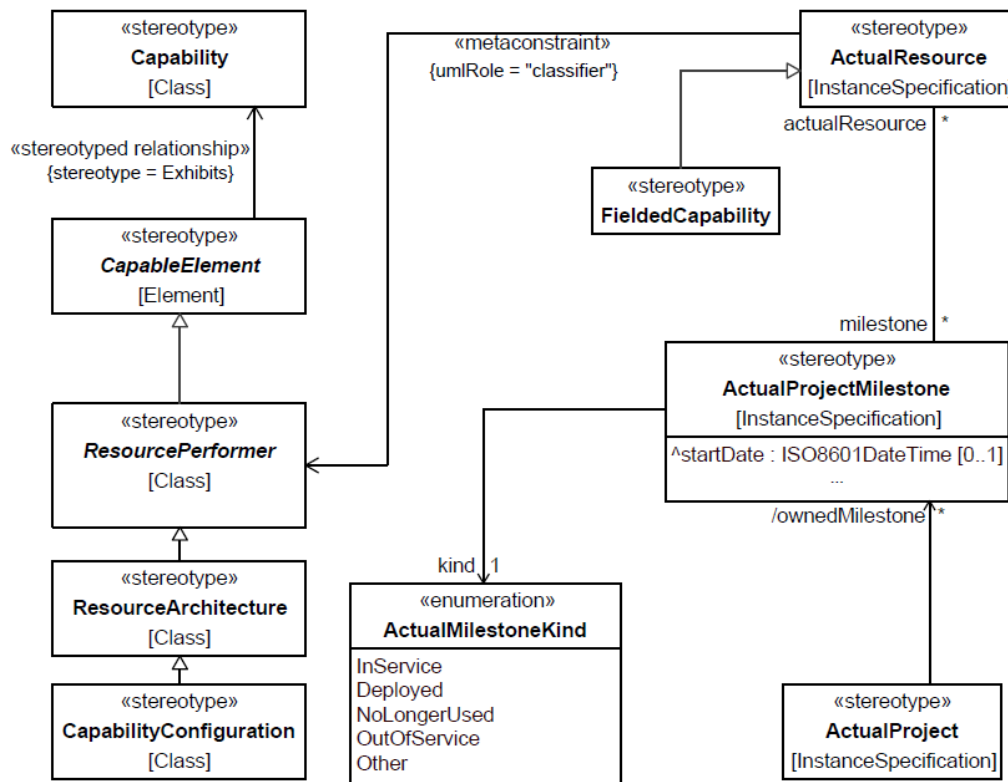 «stereotype»
Capability
[Class]
«stereotyped relationship»
{stereotype = Exhibits}
«stereotype»
CapableElement
[Element]
«stereotype»
ResourcePerformer
[Class]
«stereotype»
ResourceArchitecture
[Class]
«stereotype»
CapabilityConfiguration
[Class]
«metaconstraint»
{umlRole = "classifier"}
«stereotype»
ActualResource
[InstanceSpecification]
actualResource *
«stereotype»
FieldedCapability
milestone *
«stereotype»
ActualProjectMilestone
[InstanceSpecification]
^startDate : ISO8601DateTime [0..1]
...
/ownedMilestone *
kind 1
«enumeration»
ActualMilestoneKind
InService
Deployed
NoLongerUsed
OutOfService
Other
«stereotype»
ActualProject
[InstanceSpecification]